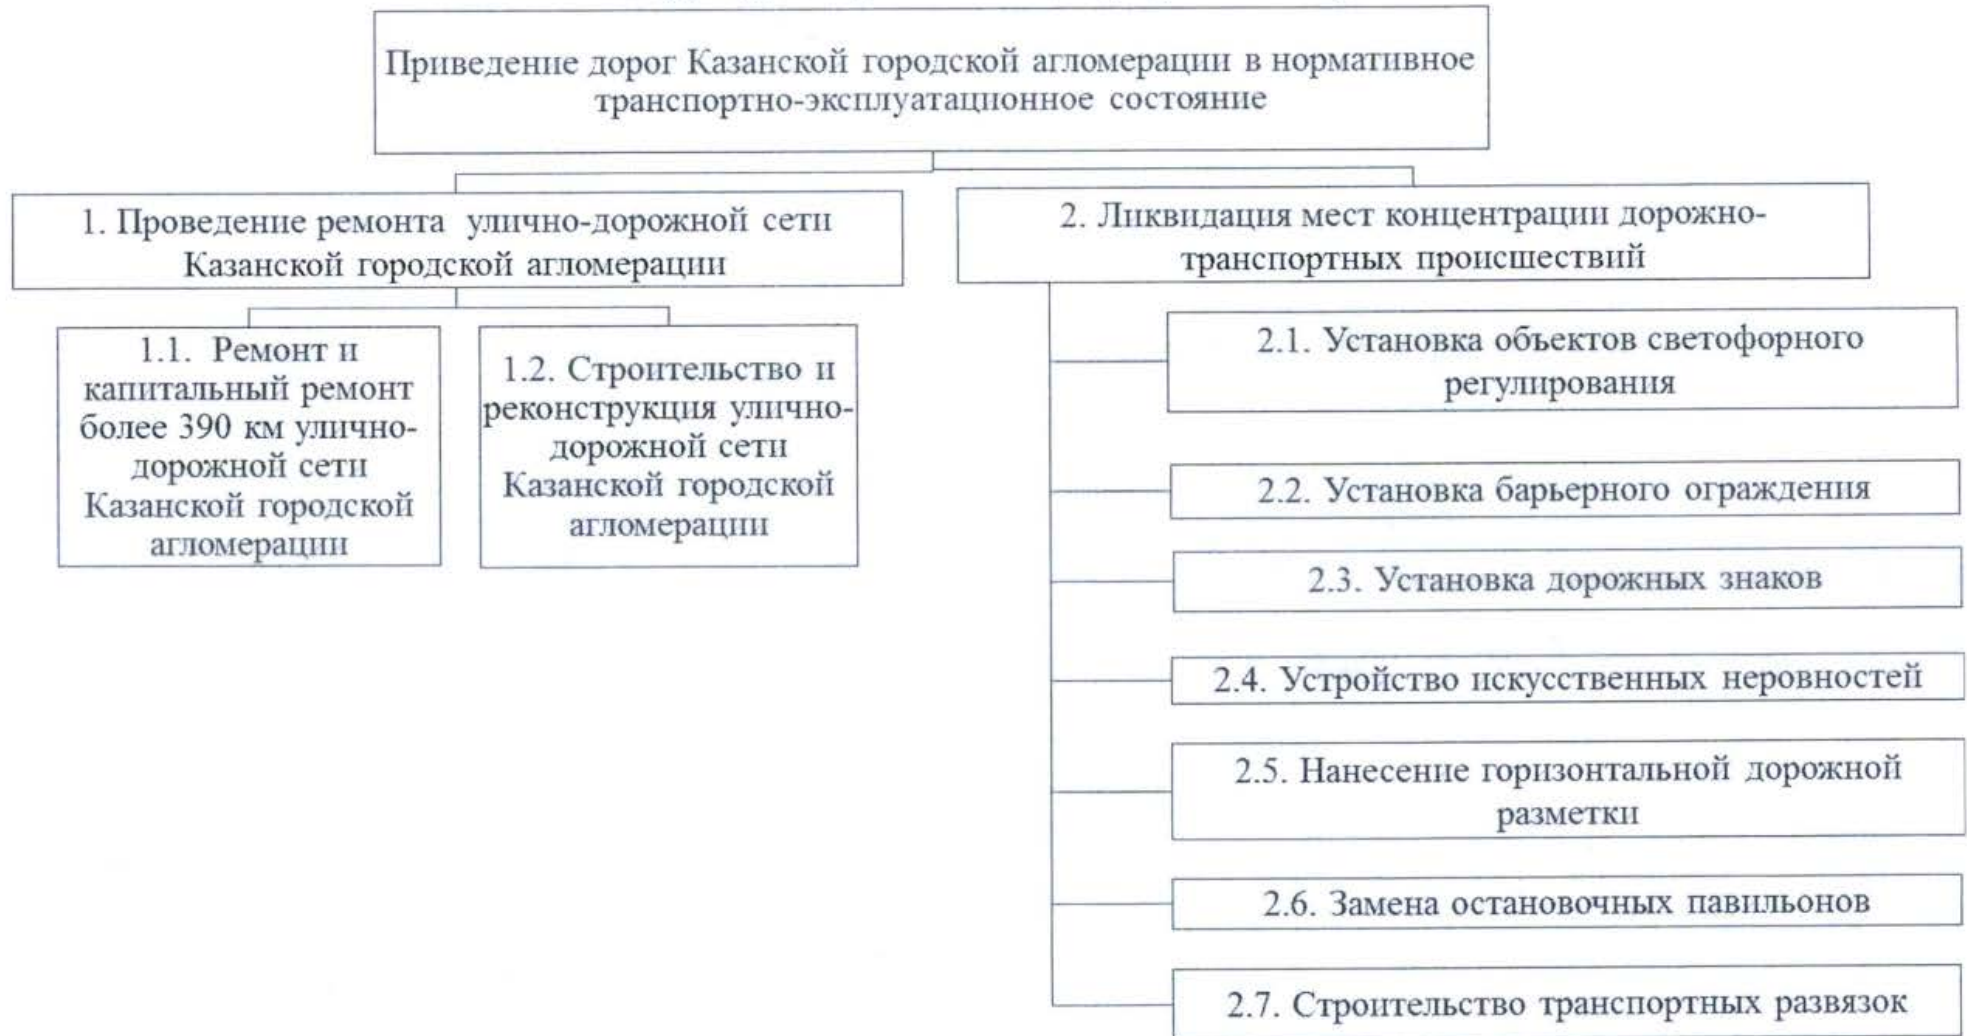 Приведение дорог Казанской городской агломерации в нормативное
транспортно-эксплуатационное состояние
1. Проведение ремонта улично-дорожной сети
Казанской городской агломерации
2. Ликвидация мест концентрации дорожно-
транспортных происшествий
1.1. Ремонт и
капитальный ремонт
более 390 км улично-
дорожной сети
Казанской городской
агломерации
1.2. Строительство и
реконструкция улично-
дорожной сети
Казанской городской
агломерации
2.1. Установка объектов светофорного
регулирования
2.2. Установка барьерного ограждения
2.3. Установка дорожных знаков
2.4. Устройство искусственных неровностей
2.5. Нанесение горизонтальной дорожной
разметки
2.6. Замена остановочных павильонов
2.7. Строительство транспортных развязок